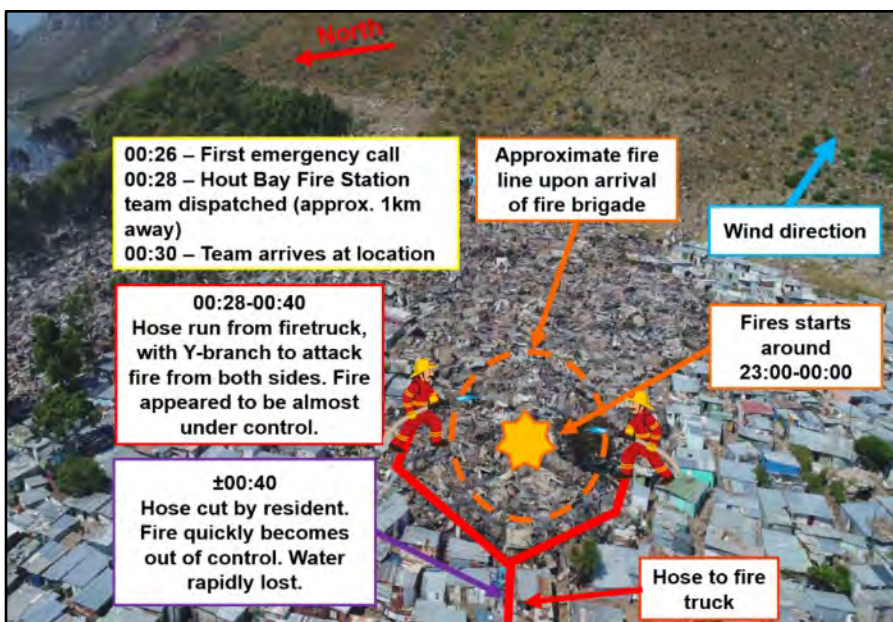 North
00:26 – First emergency call
00:28 – Hout Bay Fire Station
team dispatched (approx. 1km
away)
00:30 – Team arrives at location
Approximate fire
line upon arrival
of fire brigade
Wind direction
00:28-00:40
Hose run from firetruck,
with Y-branch to attack
fire from both sides. Fire
appeared to be almost
under control.
Fires starts
around
23:00-00:00
±00:40
Hose cut by resident.
Fire quickly becomes
out of control. Water
rapidly lost.
Hose to fire
truck